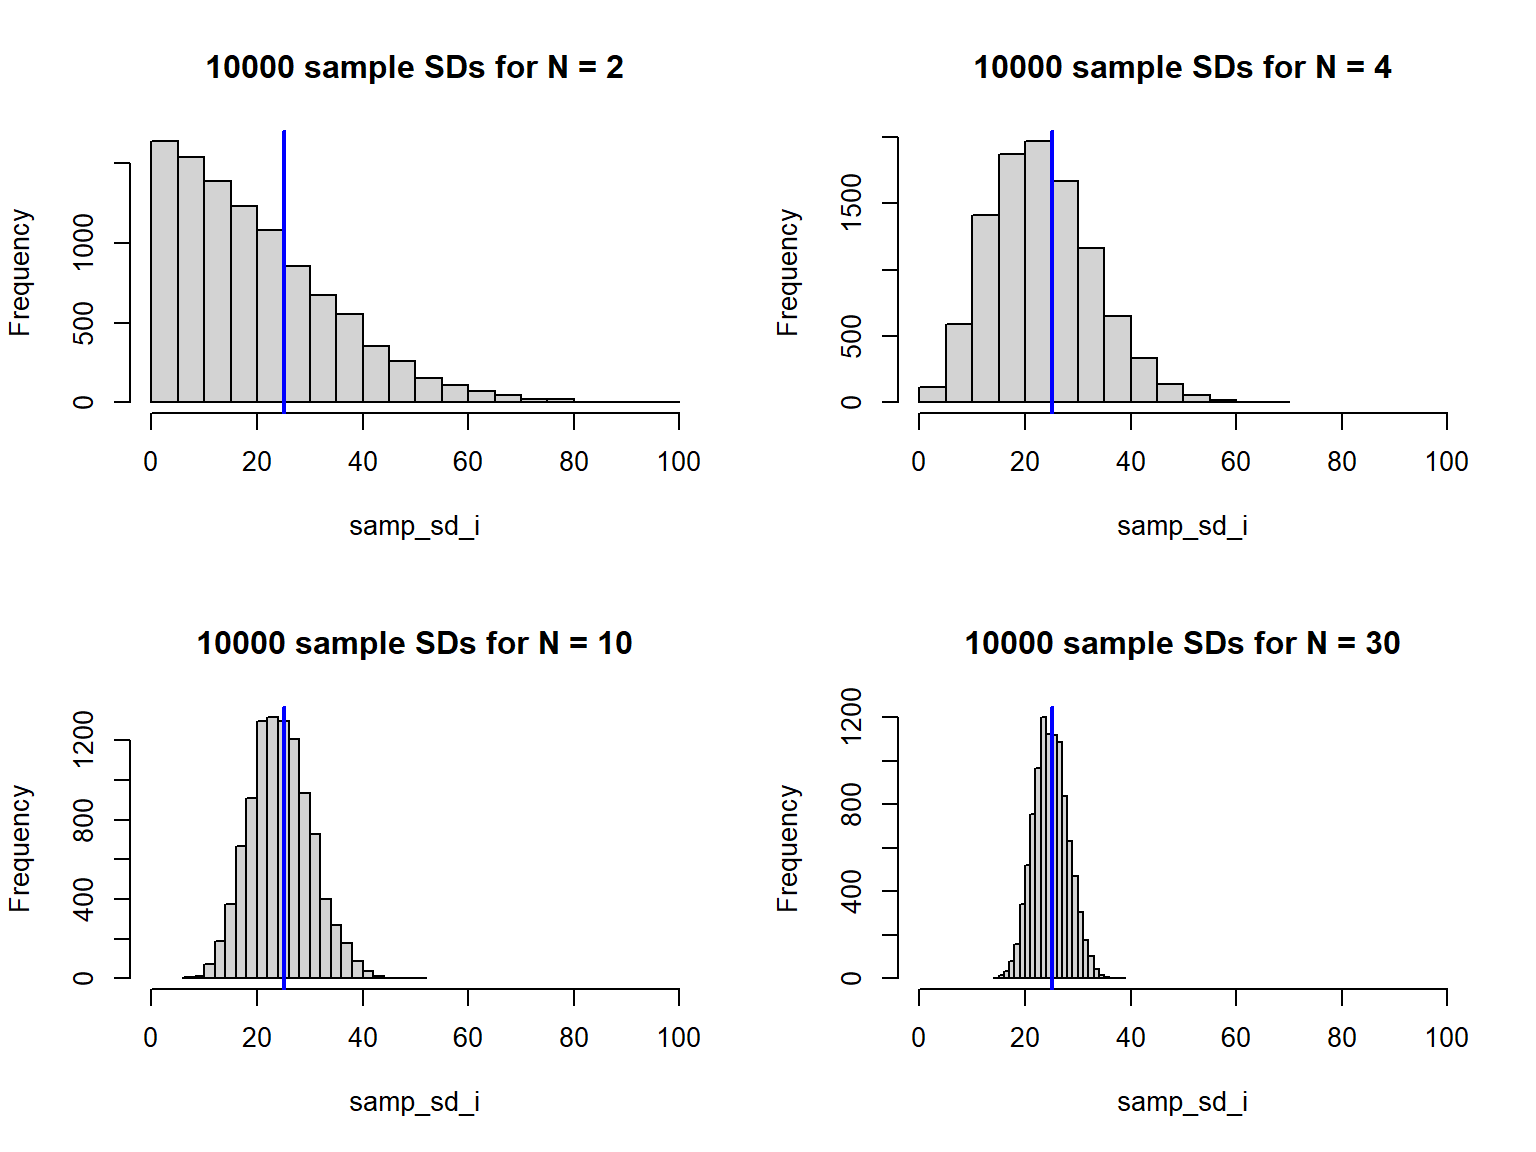 10000 sample SDs for N = 2
Frequency
0 500 1000
0 20 40 60 80 100
samp_sd_i
10000 sample SDs for N = 4
Frequency
0 500 1500
0 20 40 60 80 100
samp_sd_i
10000 sample SDs for N = 10
Frequency
0 400 800 1200
0 20 40 60 80 100
samp_sd_i
10000 sample SDs for N = 30
Frequency
0 400 800 1200
0 20 40 60 80 100
samp_sd_i